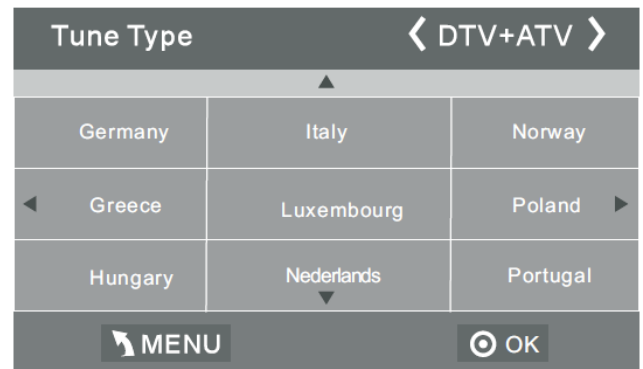 Tune Type DTV+ATV
Germany Italy Norway
Greece Luxembourg Poland
Hungary Nederlands Portugal
MENU OK